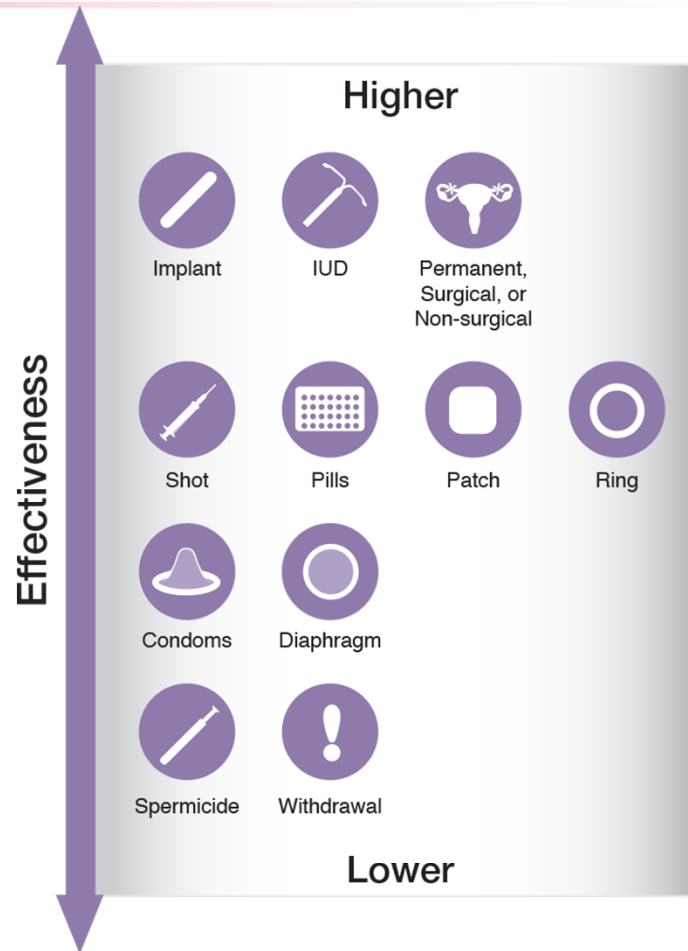 Higher
Effectiveness
Implant
IUD
Permanent,
Surgical, or
Non-surgical
Shot
Pills
Patch
Ring
Condoms
Diaphragm
Spermicide
Withdrawal
Lower